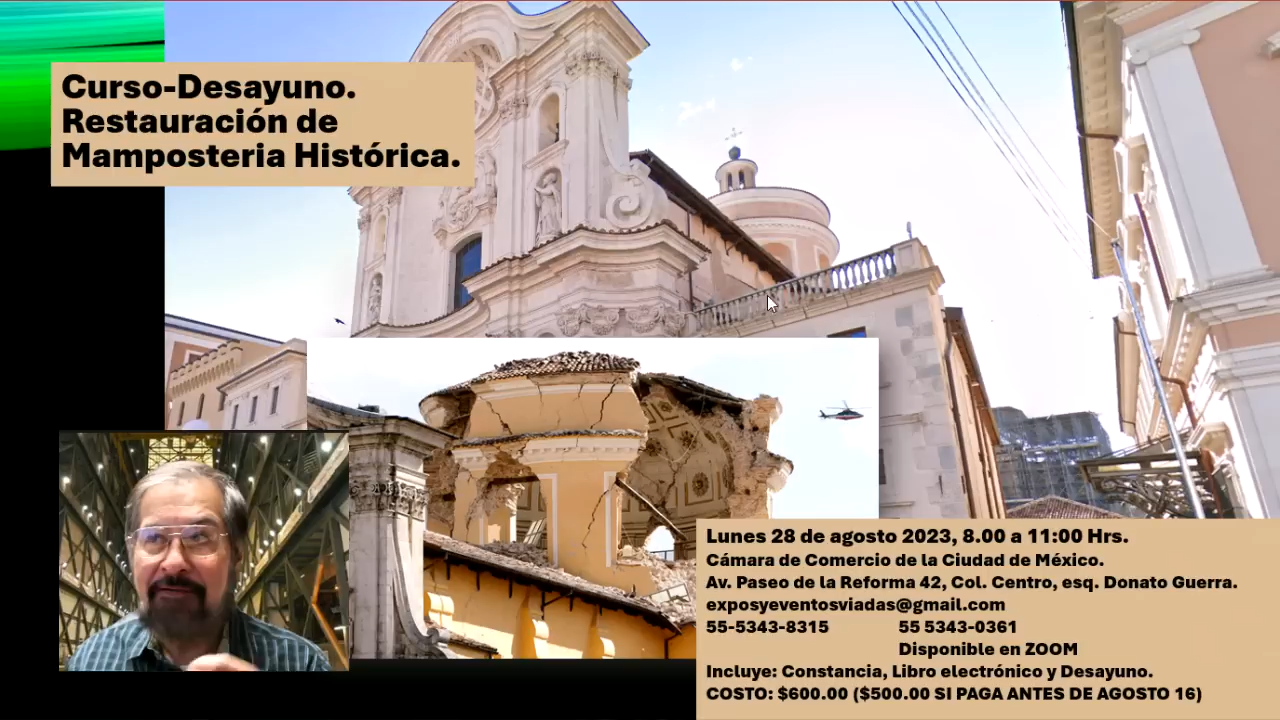 Curso-Desayuno.
Restauración de
Mamposteria Histórica.
Lunes 28 de agosto 2023, 8.00 a 11:00 Hrs.
Cámara de Comercio de la Ciudad de México.
Av. Paseo de la Reforma 42, Col. Centro, esq. Donato Guerra.
exposyeventosviadas@gmail.com
55-5343-8315 55 5343-0361
Disponible en ZOOM
Incluye: Constancia, Libro electrónico y Desayuno.
COSTO: $600.00 ($500.00 SI PAGA ANTES DE AGOSTO 16)